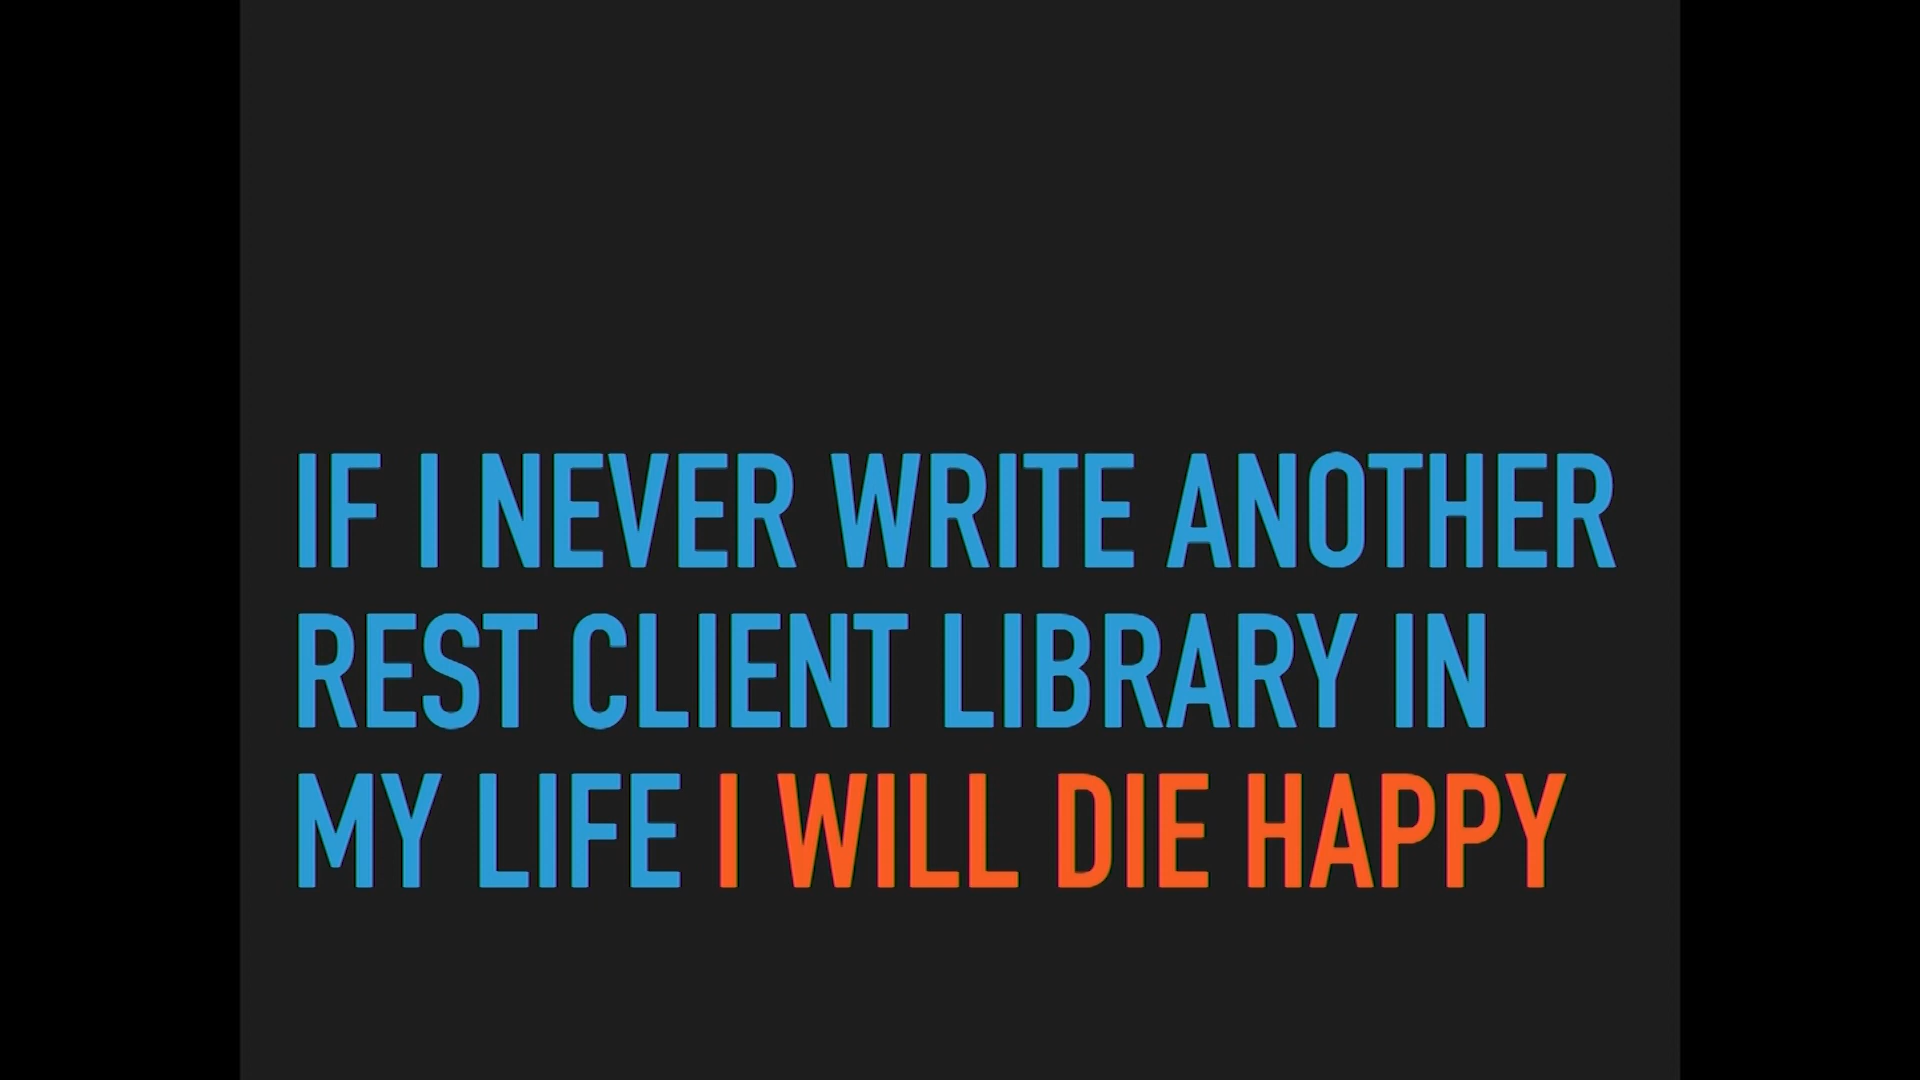 IF I NEVER WRITE ANOTHER
REST CLIENT LIBRARY IN
MY LIFE I WILL DIE HAPPY